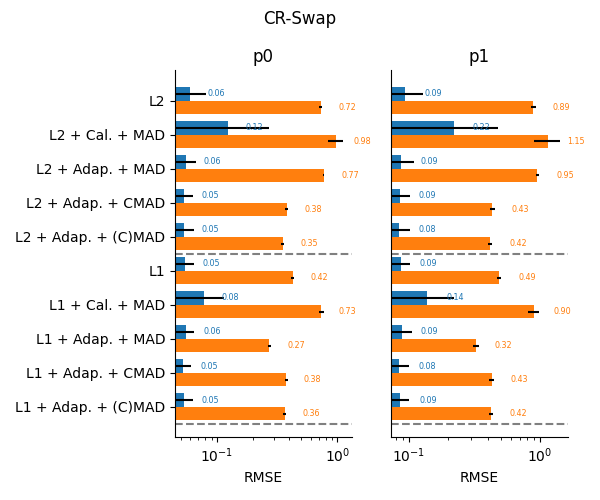 CR-Swap
p0 p1
L2 0.06 0.72 0.09 0.89
L2 + Cal. + MAD 0.12 0.98 0.22 1.15
L2 + Adap. + MAD 0.06 0.77 0.09 0.95
L2 + Adap. + CMAD 0.05 0.38 0.09 0.43
L2 + Adap. + (C)MAD 0.05 0.35 0.08 0.42
L1 0.05 0.42 0.09 0.49
L1 + Cal. + MAD 0.08 0.73 0.14 0.90
L1 + Adap. + MAD 0.06 0.27 0.09 0.32
L1 + Adap. + CMAD 0.05 0.38 0.08 0.43
L1 + Adap. + (C)MAD 0.05 0.36 0.09 0.42
10⁻¹ 10⁰ 10⁻¹ 10⁰
RMSE RMSE